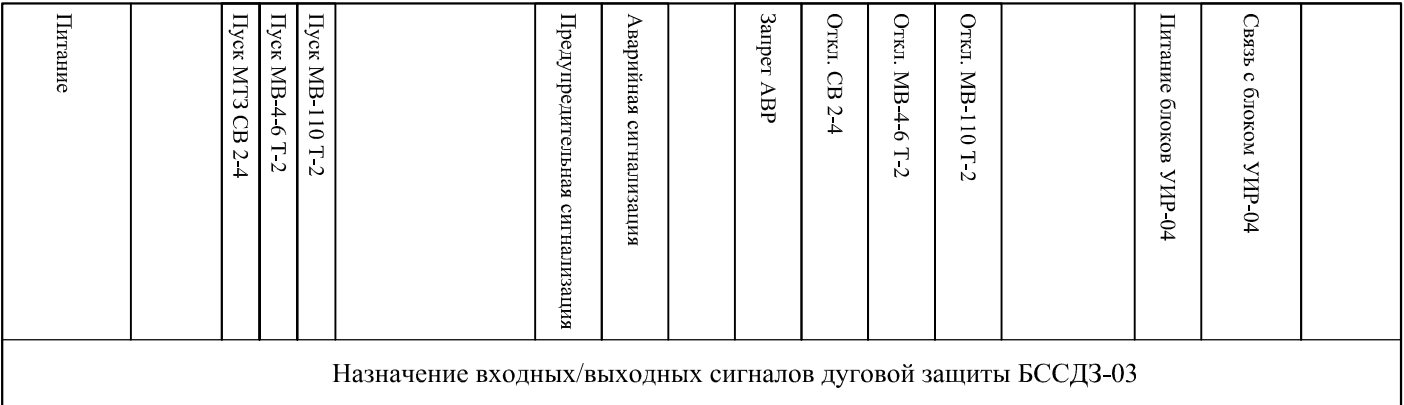 Питание
Пуск МТЗ СВ 2-4
Пуск МВ-4-6 Т-2
Пуск МВ-110 Т-2
Предупредительная сигнализация
Аварийная сигнализация
Запрет АВР
Откл. СВ 2-4
Откл. МВ-4-6 Т-2
Откл. МВ-110 Т-2
Питание блоков УИР-04
Связь с блоком УИР-04
Назначение входных/выходных сигналов дуговой защиты БССДЗ-03